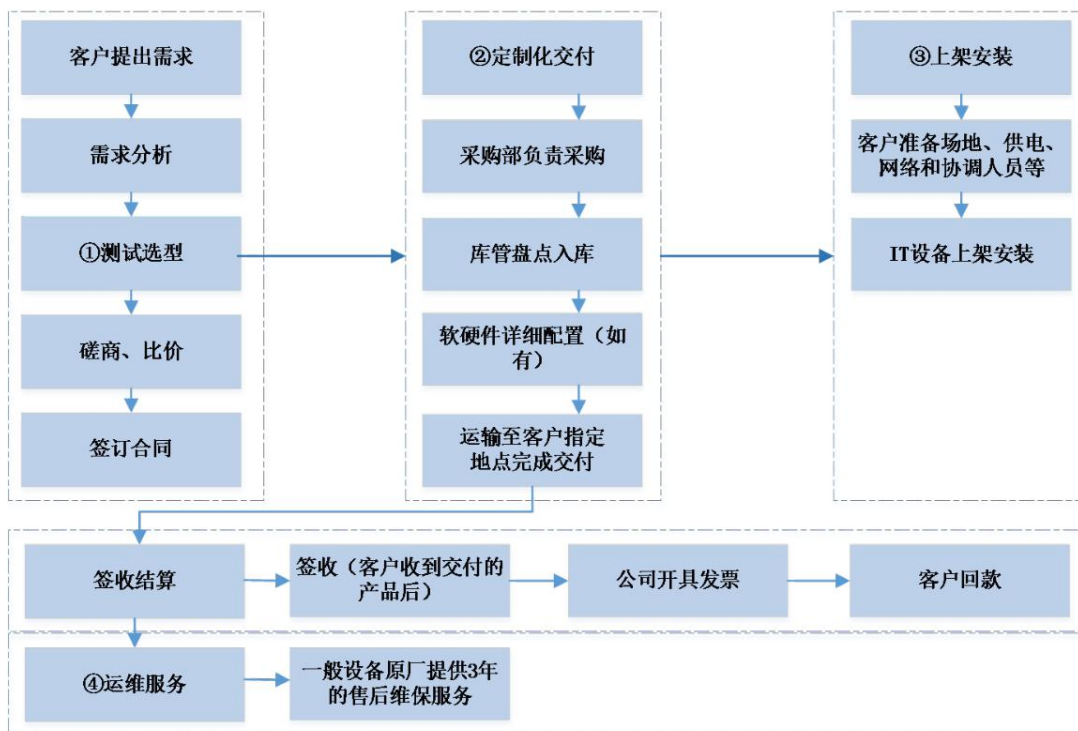 客户提出需求
需求分析
①测试选型
磋商、比价
签订合同
②定制化交付
采购部负责采购
库管盘点入库
软硬件详细配置（如
有）
运输至客户指定
地点完成交付
③上架安装
客户准备场地、供电、
网络和协调人员等
IT设备上架安装
签收结算
签收（客户收到交付的
产品后）
公司开具发票
客户回款
④运维服务
一般设备原厂提供3年
的售后维保服务